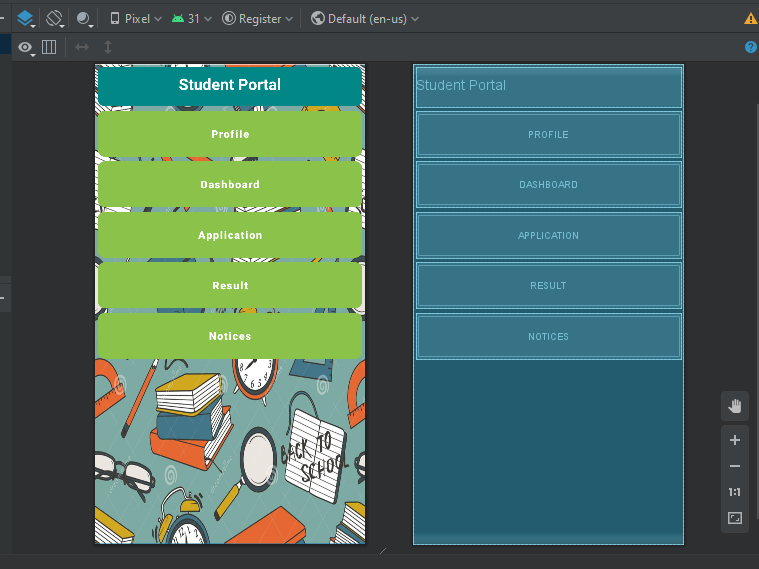 Pixel 31 Register Default (en-us)
Student Portal
Profile
Dashboard
Application
Result
Notices
BACK TO
SCHOOL
Student Portal
PROFILE
DASHBOARD
APPLICATION
RESULT
NOTICES
1:1